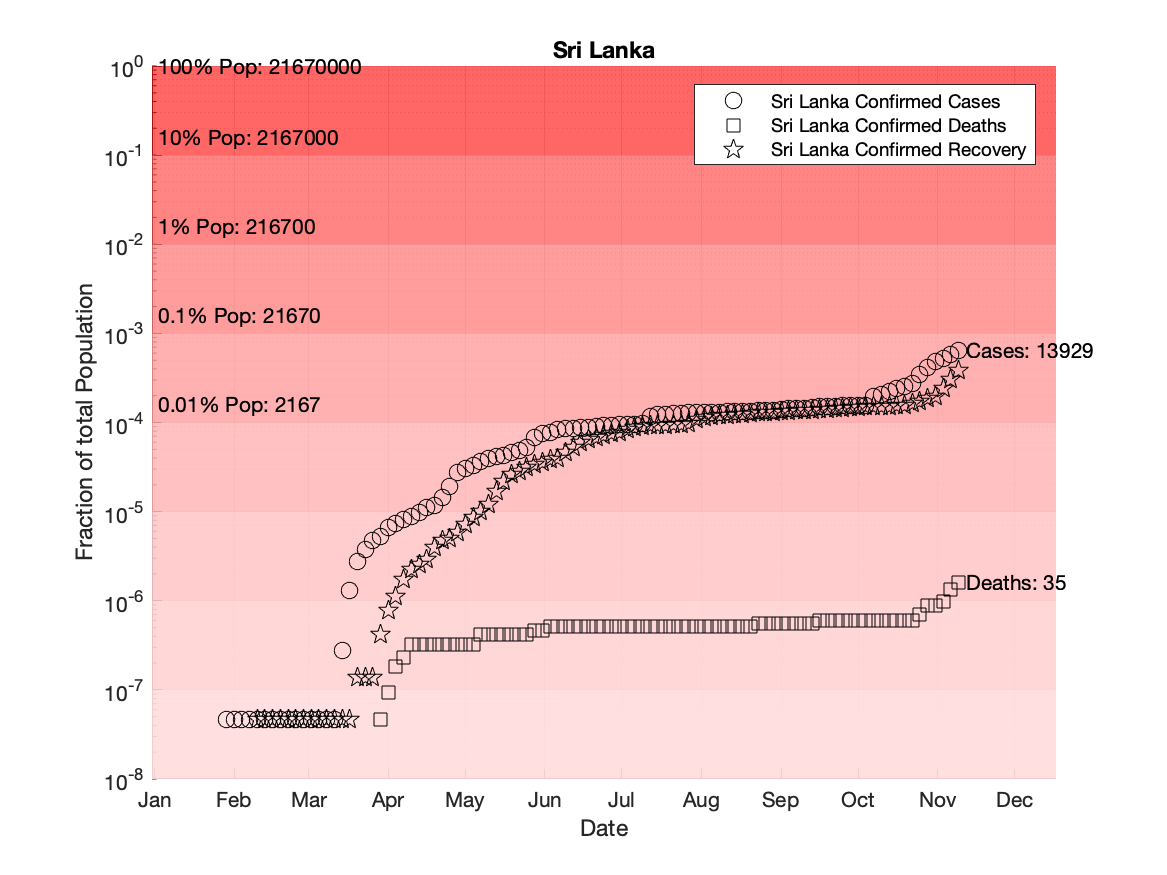 Sri Lanka
10^0
100% Pop: 21670000
Sri Lanka Confirmed Cases
Sri Lanka Confirmed Deaths
Sri Lanka Confirmed Recovery
10% Pop: 2167000
10^-1
1% Pop: 216700
10^-2
0.1% Pop: 21670
10^-3
Cases: 13929
0.01% Pop: 2167
10^-4
10^-5
Deaths: 35
10^-6
10^-7
10^-8
Fraction of total Population
Jan Feb Mar Apr May Jun Jul Aug Sep Oct Nov Dec
Date